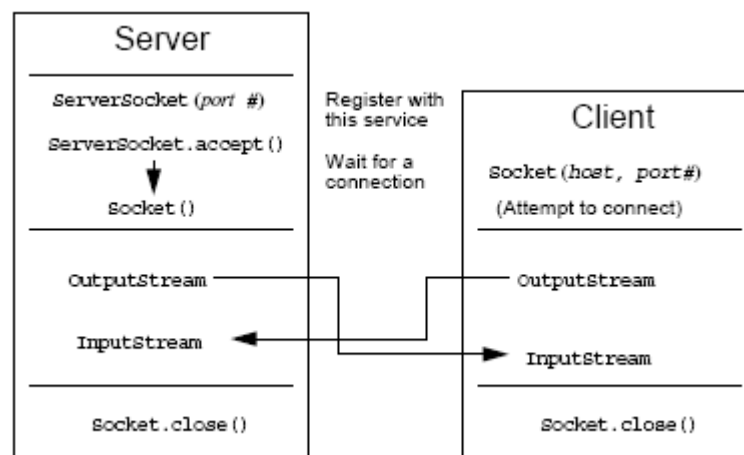 Server
ServerSocket (port #)
ServerSocket.accept()
Socket()
OutputStream
InputStream
Socket.close()
Register with
this service
Wait for a
connection
Client
Socket(host, port#)
(Attempt to connect)
OutputStream
InputStream
Socket.close()